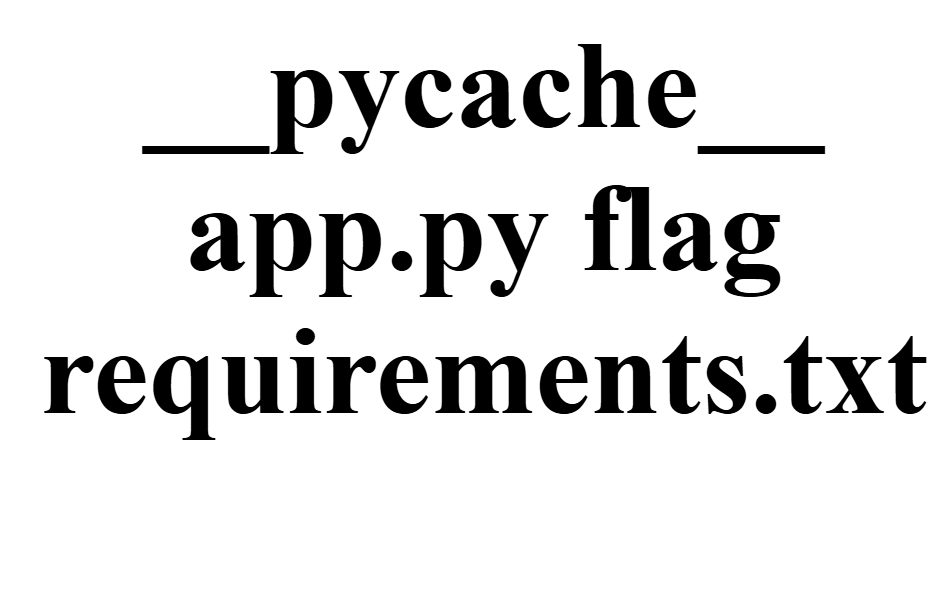 __pycache__
app.py flag
requirements.txt